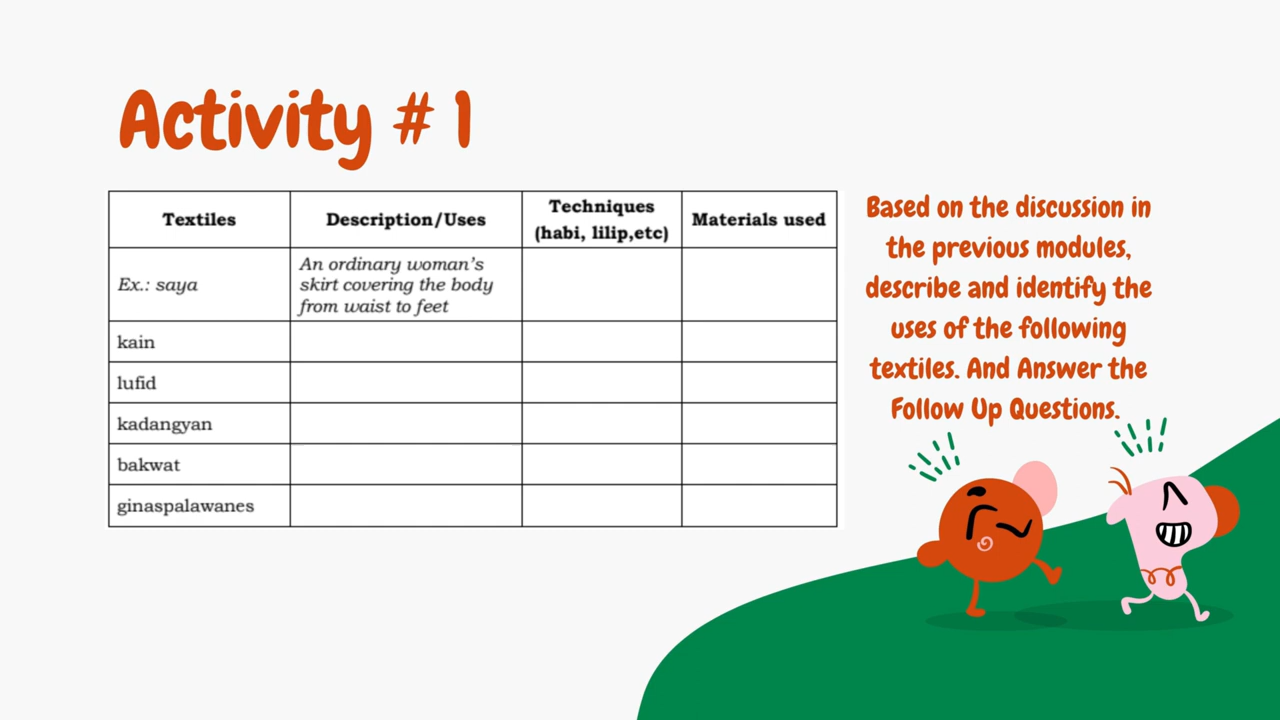 Activity # 1
Textiles
Description/Uses
Techniques
(habi, lilip,etc)
Materials used
Ex.: saya
An ordinary woman's
skirt covering the body
from waist to feet
kain
lufid
kadangyan
bakwat
ginaspalawanes
Based on the discussion in
the previous modules,
describe and identify the
uses of the following
textiles. And Answer the
Follow Up Questions.